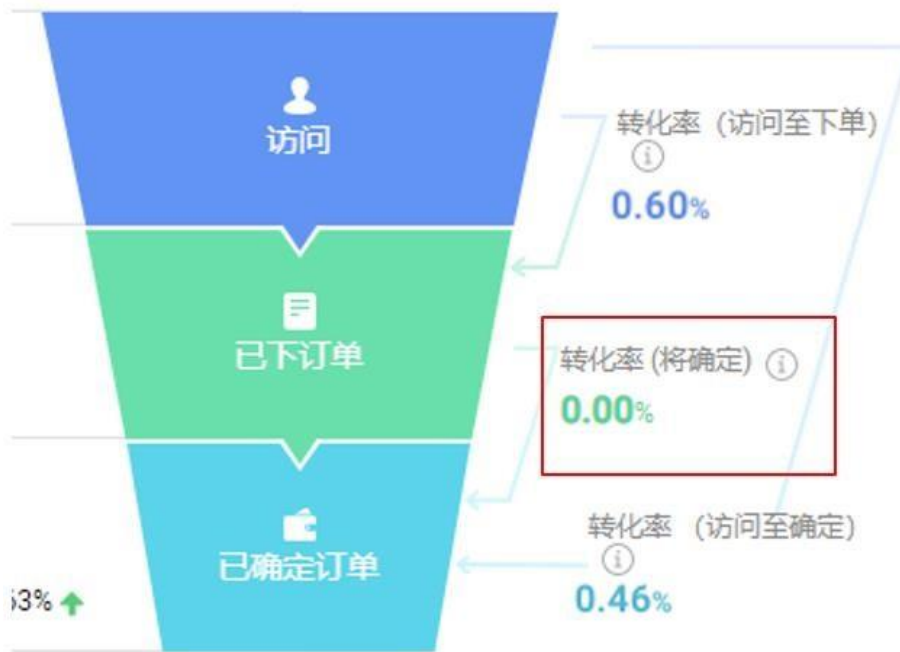 访问
转化率（访问至下单）
0.60%
已下订单
转化率 (将确定)
0.00%
已确定订单
转化率 （访问至确定）
0.46%
53%